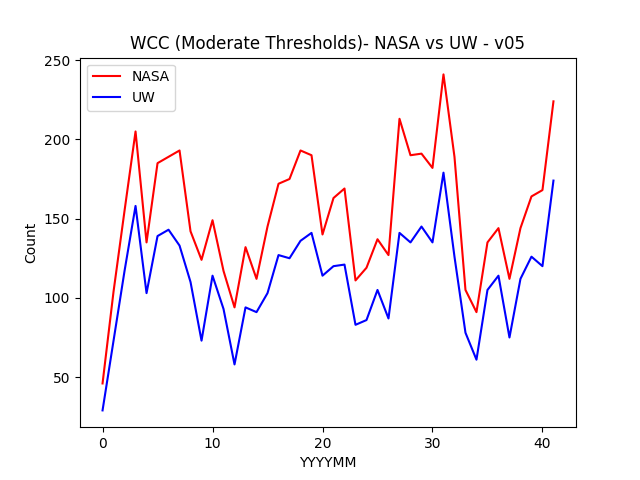 WCC (Moderate Thresholds)- NASA vs UW - v05
NASA
UW
250
200
150
100
50
Count
0
10
20
30
40
YYYYMM